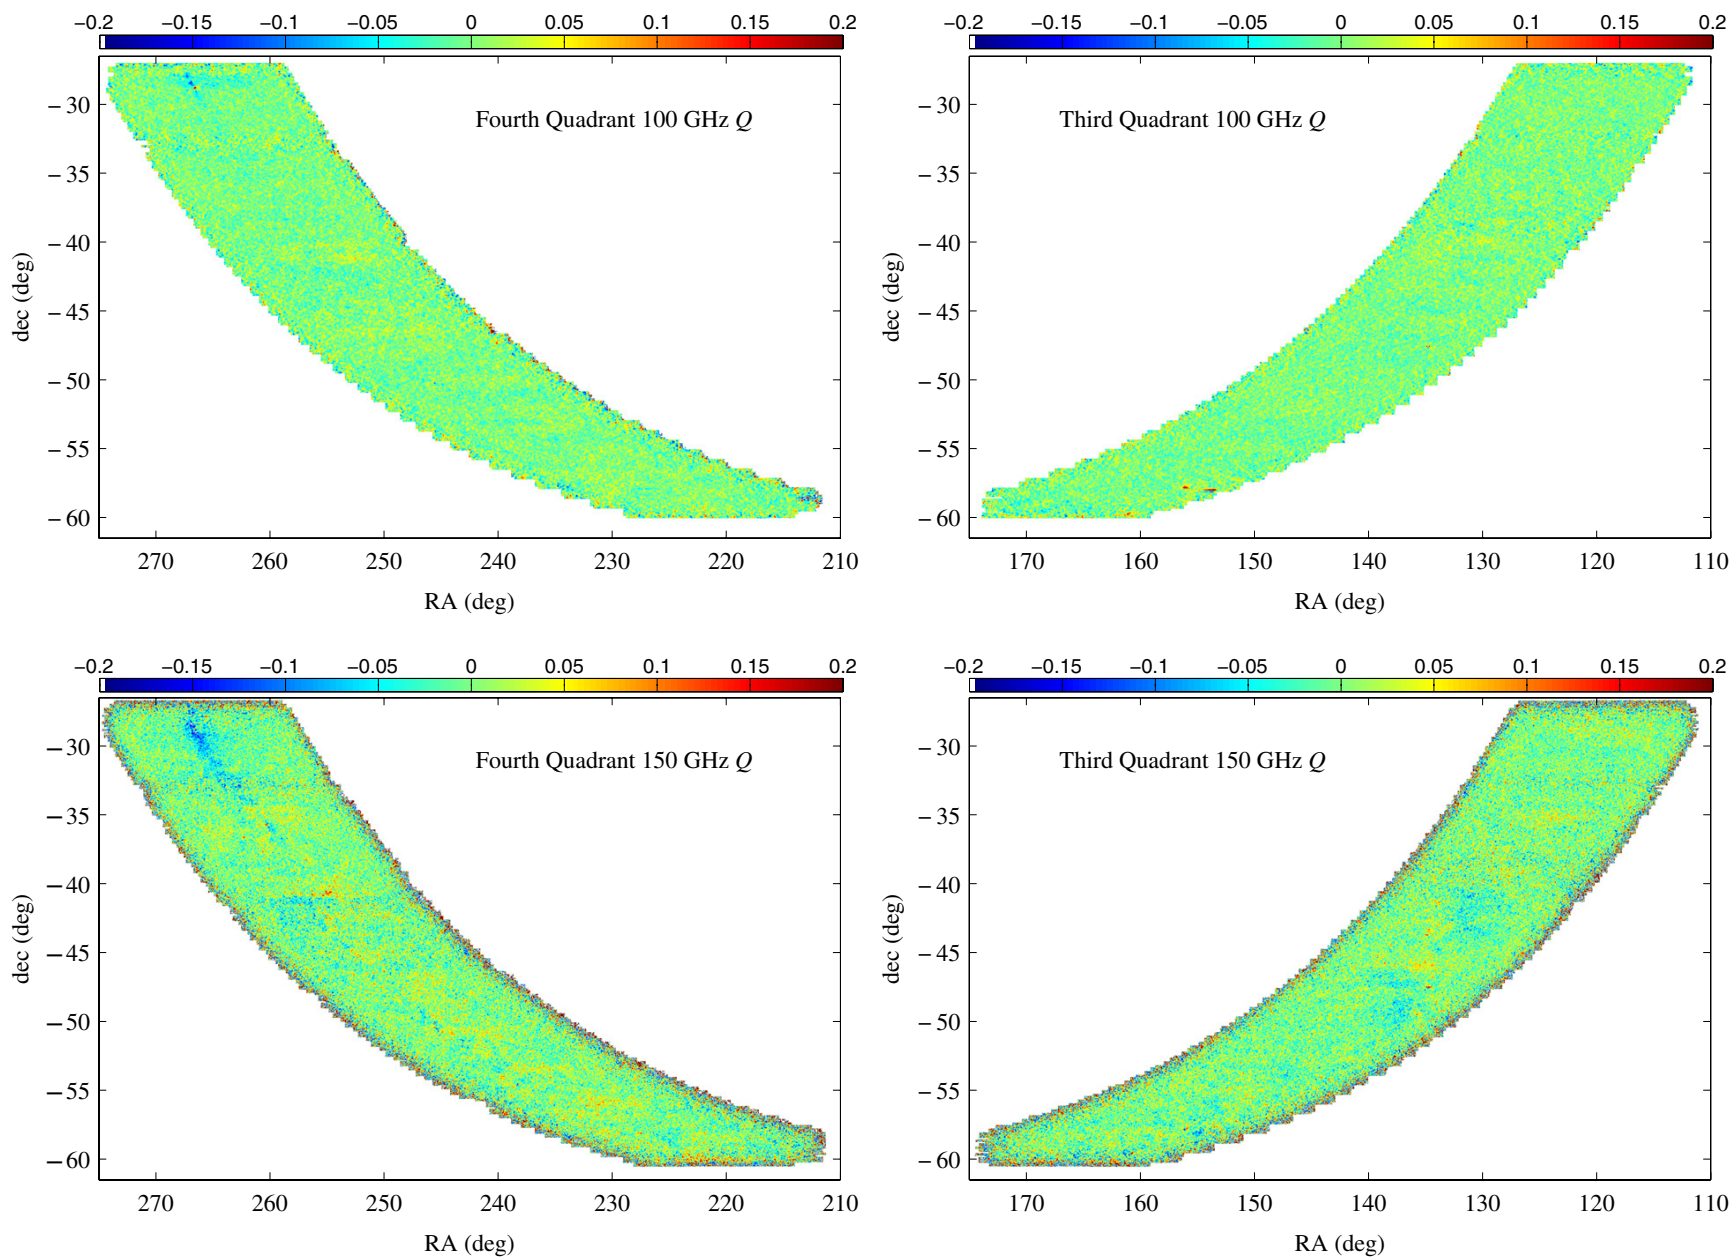 −0.2 −0.15 −0.1 −0.05 0 0.05 0.1 0.15 0.2
−30
−35
−40
−45
−50
−55
−60
dec (deg)
Fourth Quadrant 100 GHz Q
270 260 250 240 230 220 210
RA (deg)
−0.2 −0.15 −0.1 −0.05 0 0.05 0.1 0.15 0.2
−30
−35
−40
−45
−50
−55
−60
dec (deg)
Third Quadrant 100 GHz Q
170 160 150 140 130 120 110
RA (deg)
−0.2 −0.15 −0.1 −0.05 0 0.05 0.1 0.15 0.2
−30
−35
−40
−45
−50
−55
−60
dec (deg)
Fourth Quadrant 150 GHz Q
270 260 250 240 230 220 210
RA (deg)
−0.2 −0.15 −0.1 −0.05 0 0.05 0.1 0.15 0.2
−30
−35
−40
−45
−50
−55
−60
dec (deg)
Third Quadrant 150 GHz Q
170 160 150 140 130 120 110
RA (deg)